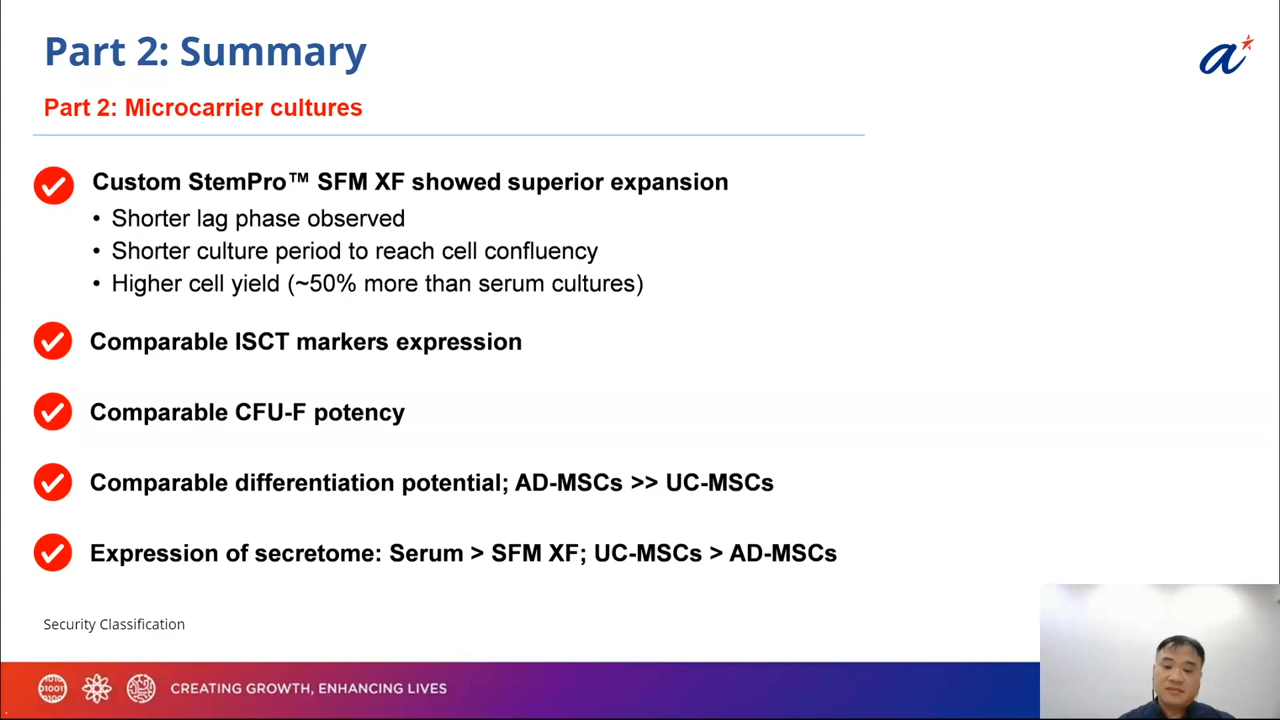 Part 2: Summary
a
Part 2: Microcarrier cultures
Custom StemPro™ SFM XF showed superior expansion
• Shorter lag phase observed
• Shorter culture period to reach cell confluency
• Higher cell yield (~50% more than serum cultures)
Comparable ISCT markers expression
Comparable CFU-F potency
Comparable differentiation potential; AD-MSCs >> UC-MSCs
Expression of secretome: Serum > SFM XF; UC-MSCs > AD-MSCs
Security Classification
CREATING GROWTH, ENHANCING LIVES